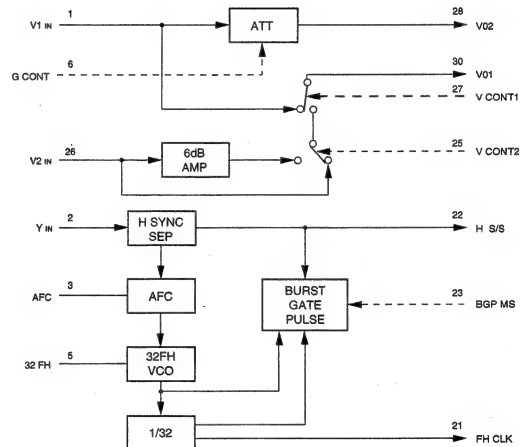 V1 IN 1 ATT 28 V02
G CONT 6
30 V01
27 V CONT1
V2 IN 26 6dB AMP 25 V CONT2
Y IN 2 H SYNC SEP 22 H S/S
AFC 3 AFC
BURST GATE PULSE 23 BGP MS
32 FH 5 32FH VCO
1/32 21 FH CLK